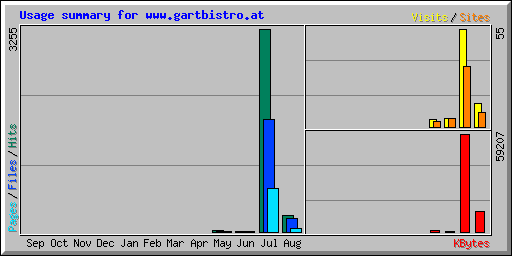 Usage summary for www.gartbistro.at
Visits / Sites
3255
55
59207
Pages / Files / Hits
Sep Oct Nov Dec Jan Feb Mar Apr May Jun Jul Aug
KBytes